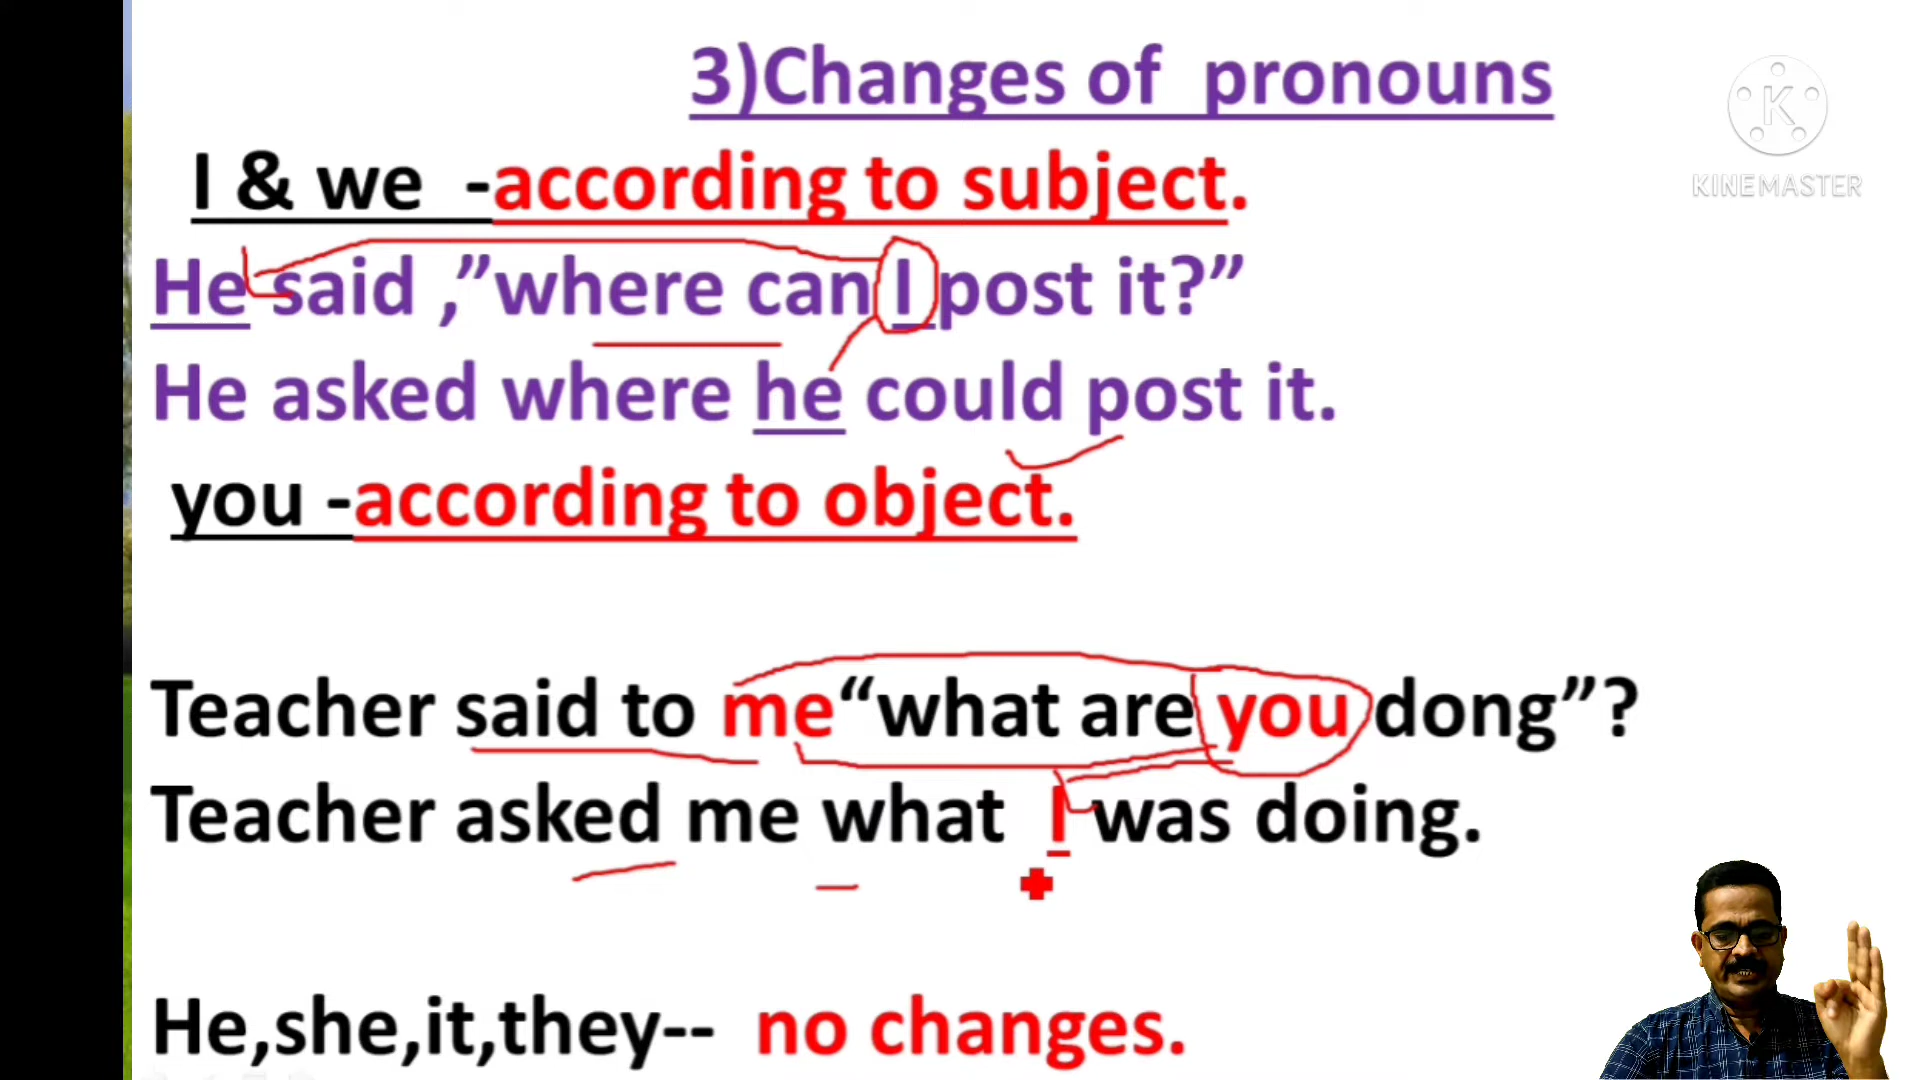 3)Changes of pronouns
K
KINEMASTER
I & we -according to subject.
He said ,”where can I post it?”
He asked where he could post it.
you -according to object.
Teacher said to me“what are you dong”?
Teacher asked me what I was doing.
He,she,it,they-- no changes.